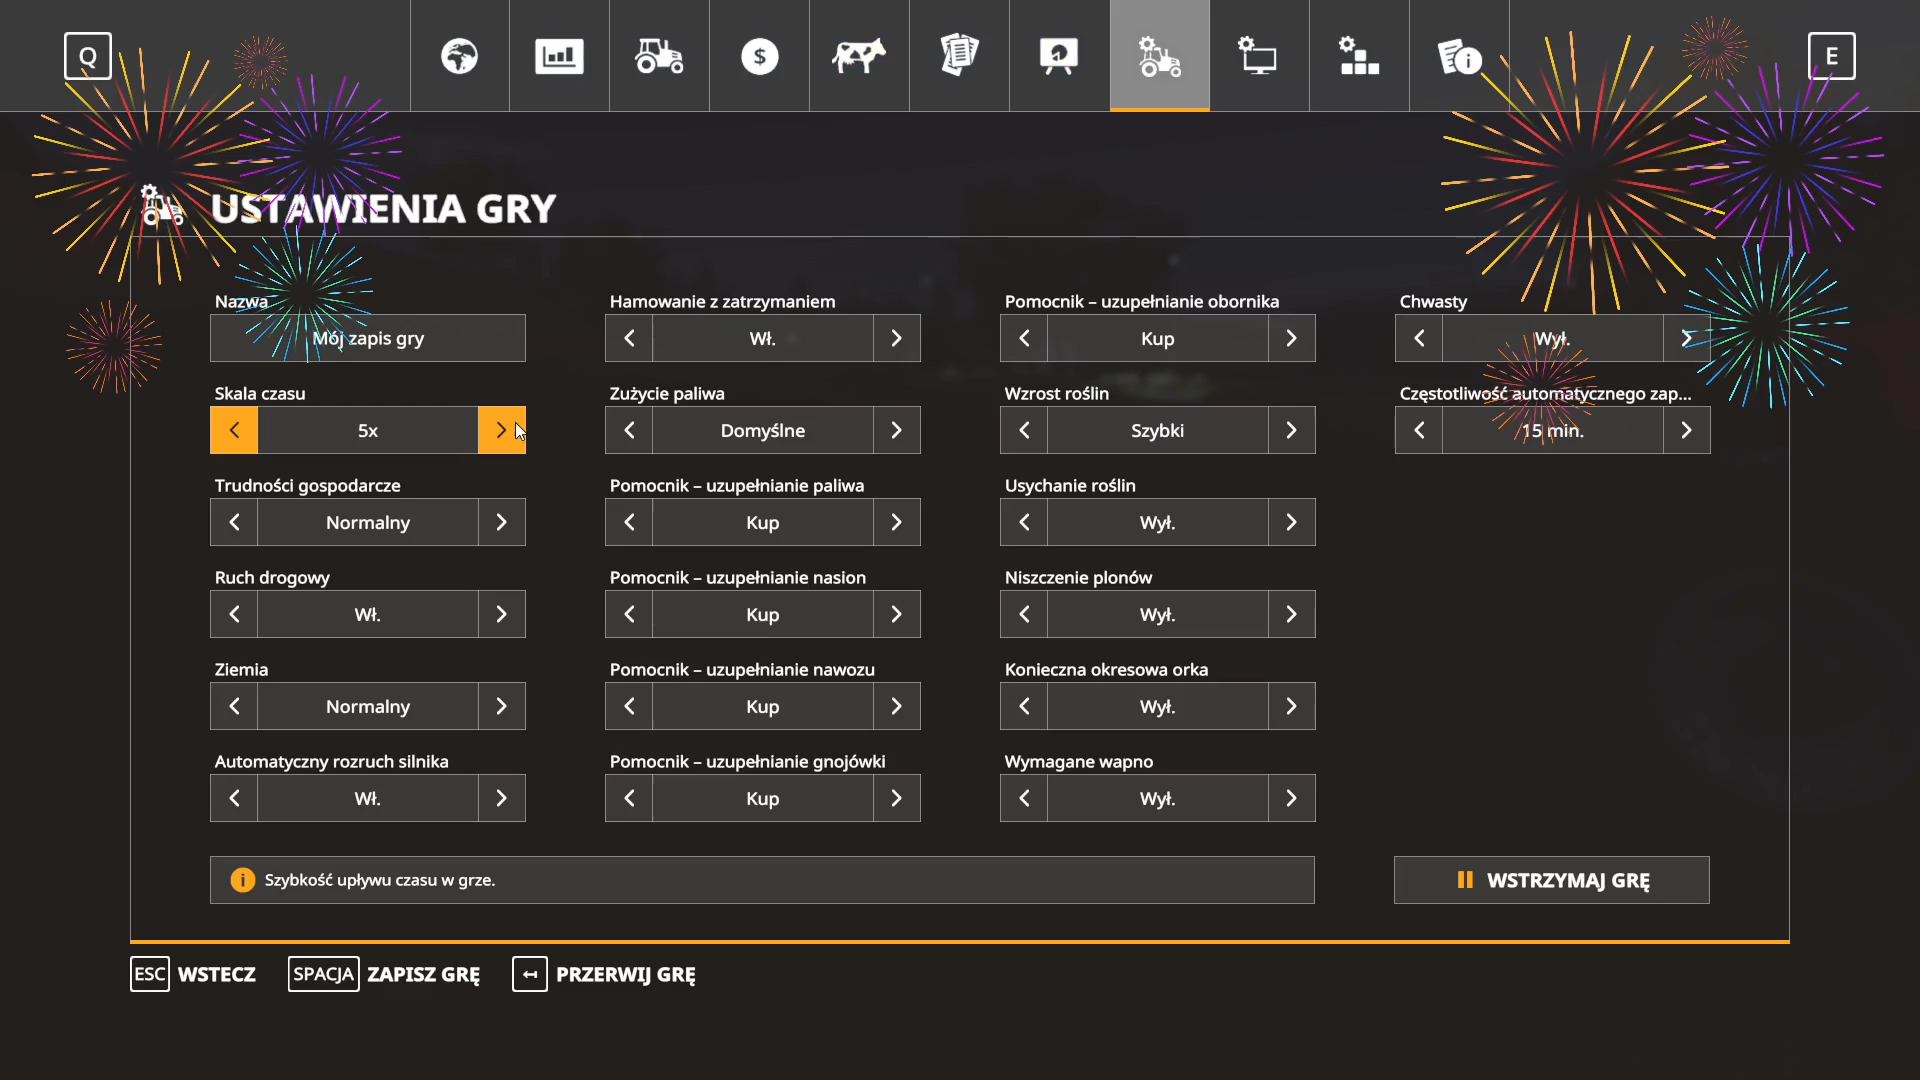 Q
$
E
USTAWIENIA GRY
Nazwa
Mój zapis gry
Skala czasu
5x
Trudności gospodarcze
Normalny
Ruch drogowy
Wł.
Ziemia
Normalny
Automatyczny rozruch silnika
Wł.
Hamowanie z zatrzymaniem
Wł.
Zużycie paliwa
Domyślne
Pomocnik – uzupełnianie paliwa
Kup
Pomocnik – uzupełnianie nasion
Kup
Pomocnik – uzupełnianie nawozu
Kup
Pomocnik – uzupełnianie gnojówki
Kup
Pomocnik – uzupełnianie obornika
Kup
Wzrost roślin
Szybki
Usychanie roślin
Wył.
Niszczenie plonów
Wył.
Konieczna okresowa orka
Wył.
Wymagane wapno
Wył.
Chwasty
Wył.
Częstotliwość automatycznego zap...
15 min.
Szybkość upływu czasu w grze.
WSTRZYMAJ GRĘ
ESC WSTECZ
SPACJA ZAPISZ GRĘ
PRZERWIJ GRĘ